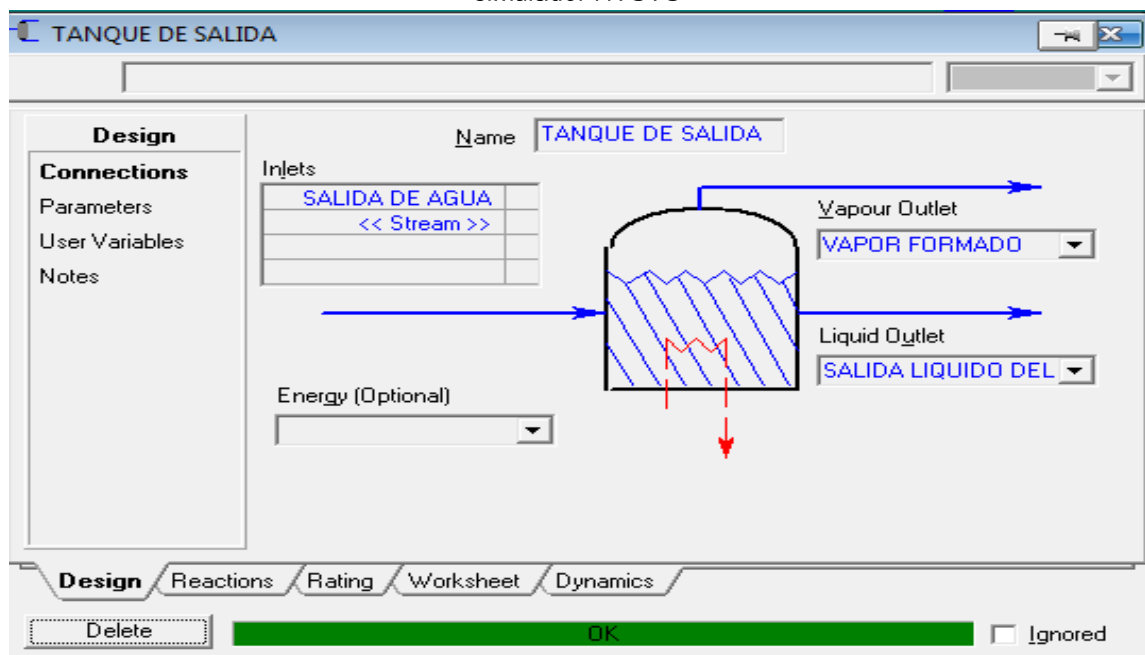 TANQUE DE SALIDA
Design
Connections
Parameters
User Variables
Notes
Name TANQUE DE SALIDA
Inlets
SALIDA DE AGUA
<< Stream >>
Vapour Outlet
VAPOR FORMADO
Liquid Outlet
SALIDA LIQUIDO DEL
Energy (Optional)
Design Reactions Rating Worksheet Dynamics
Delete OK Ignored